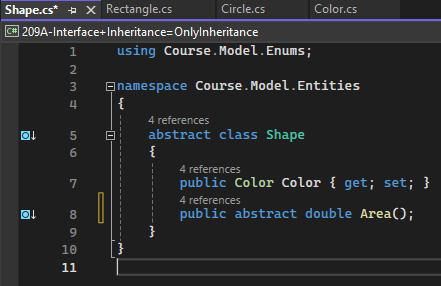 Shape.cs* Rectangle.cs Circle.cs Color.cs
C# 209A-Interface+Inheritance=OnlyInheritance
1 using Course.Model.Enums;
2
3 namespace Course.Model.Entities
4 {
4 references
5 abstract class Shape
6 {
4 references
7 public Color Color { get; set; }
4 references
8 public abstract double Area();
9 }
10 }
11